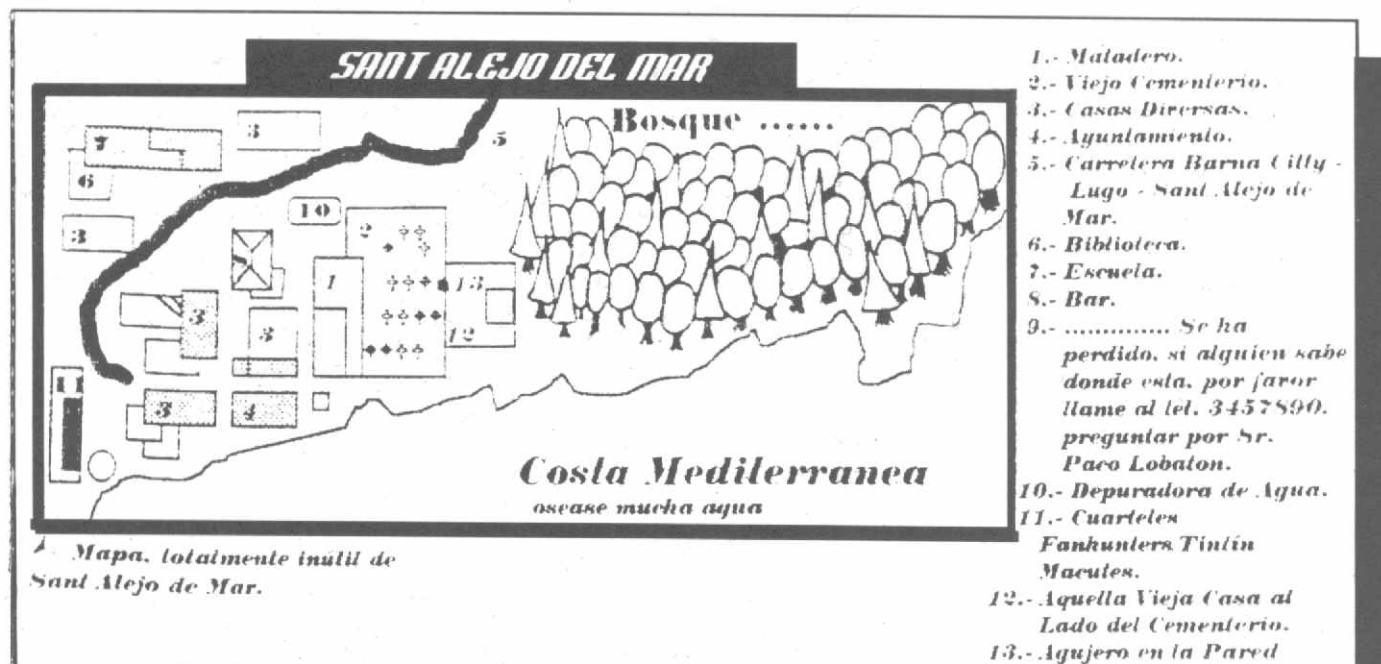 SANT ALEJO DEL MAR
Bosque ......
3
5
7
6
10
2
3
1
13
3
3
12
11
3
4
Costa Mediterranea
osease mucha agua
Mapa, totalmente inútil de
Sant Alejo de Mar.
1.- Matadero.
2.- Viejo Cementerio.
3.- Casas Diversas.
4.- Ayuntamiento.
5.- Carretera Barna Citty -
Lugo - Sant Alejo de
Mar.
6.- Biblioteca.
7.- Escuela.
8.- Bar.
9.- .............. Se ha
perdido, si alguien sabe
donde esta, por favor
llame al tél. 3457890,
preguntar por Sr.
Paco Lobaton.
10.- Depuradora de Agua.
11.- Cuarteles
Fanhunters Tintín
Macutes.
12.- Aquella Vieja Casa al
Lado del Cementerio.
13.- Agujero en la Pared